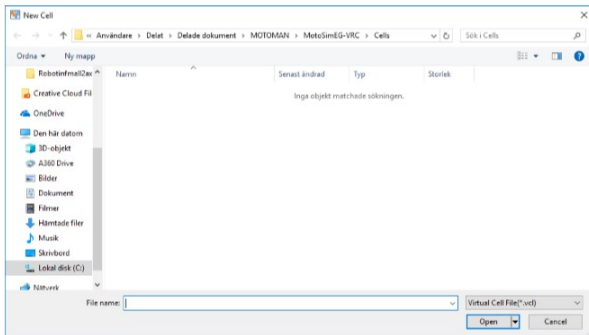 New Cell
« Användare > Delat > Delade dokument > MOTOMAN > MotoSimEG-VRC > Cells
Sök i Cells
Ordna Ny mapp
Namn Senast ändrad Typ Storlek
Inga objekt matchade sökningen.
Creative Cloud Fil
OneDrive
Den här datorn
3D-objekt
A360 Drive
Bilder
Dokument
Filmer
Hämtade filer
Musik
Skrivbord
Lokal disk (C:)
Nätverk
File name:
Virtual Cell File(*.vcl)
Open Cancel